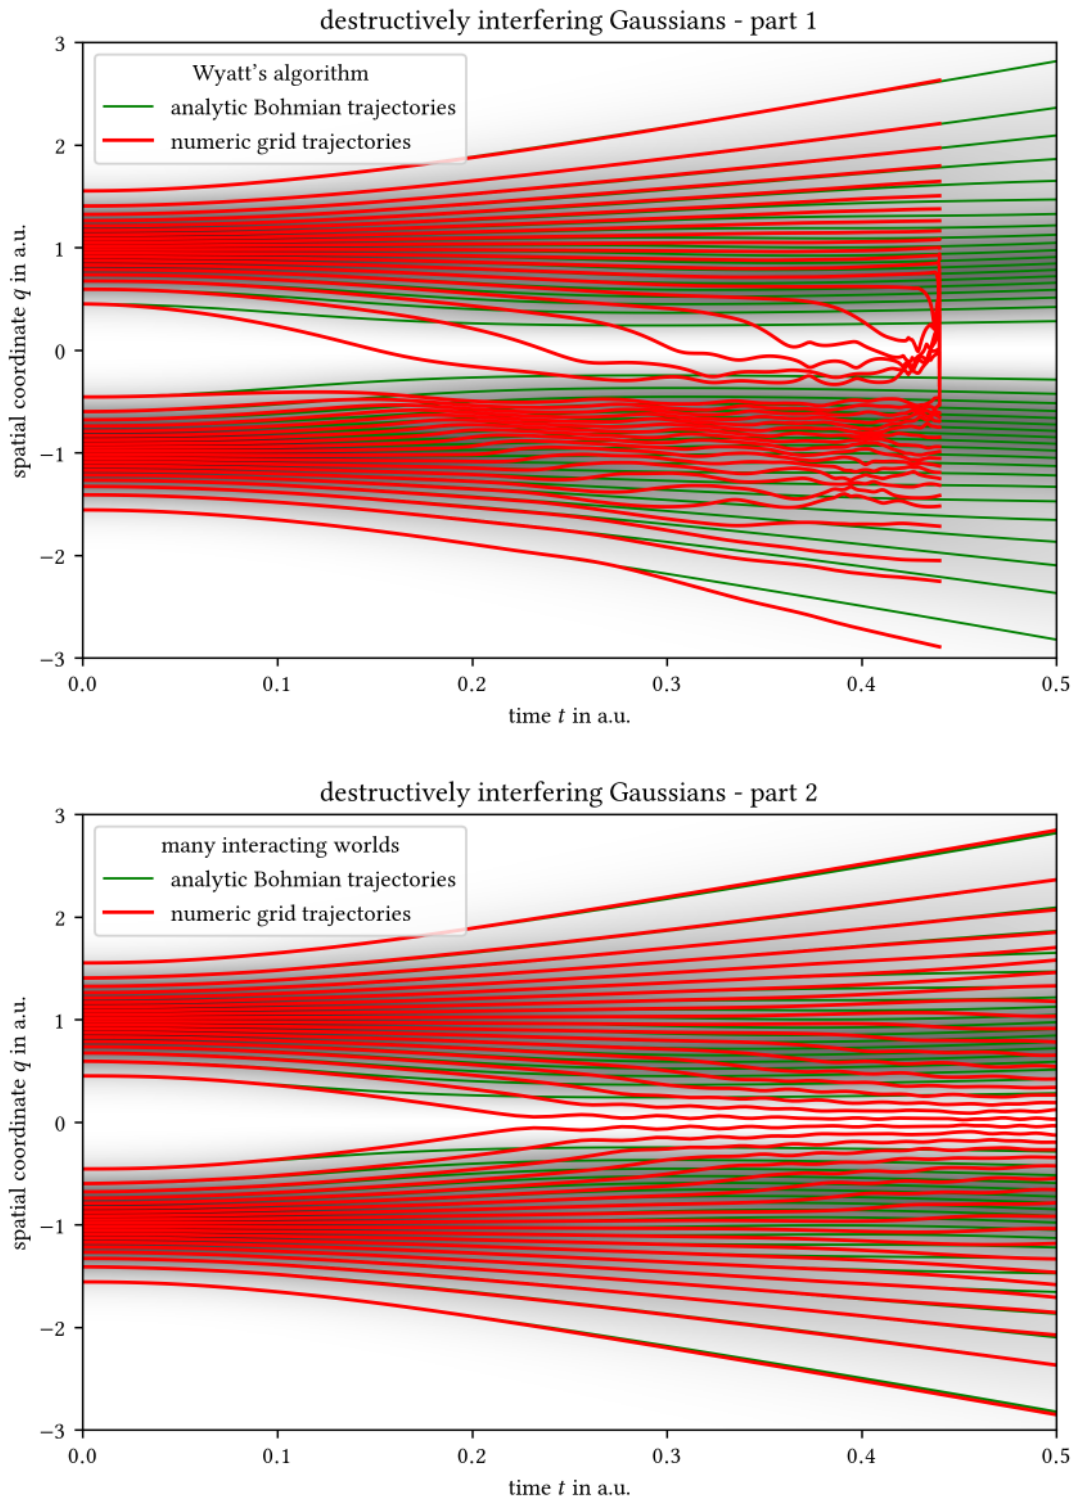 destructively interfering Gaussians - part 1
Wyatt's algorithm
analytic Bohmian trajectories
numeric grid trajectories
3
2
1
0
−1
−2
−3
spatial coordinate q in a.u.
0.0 0.1 0.2 0.3 0.4 0.5
time t in a.u.
destructively interfering Gaussians - part 2
many interacting worlds
analytic Bohmian trajectories
numeric grid trajectories
3
2
1
0
−1
−2
−3
spatial coordinate q in a.u.
0.0 0.1 0.2 0.3 0.4 0.5
time t in a.u.